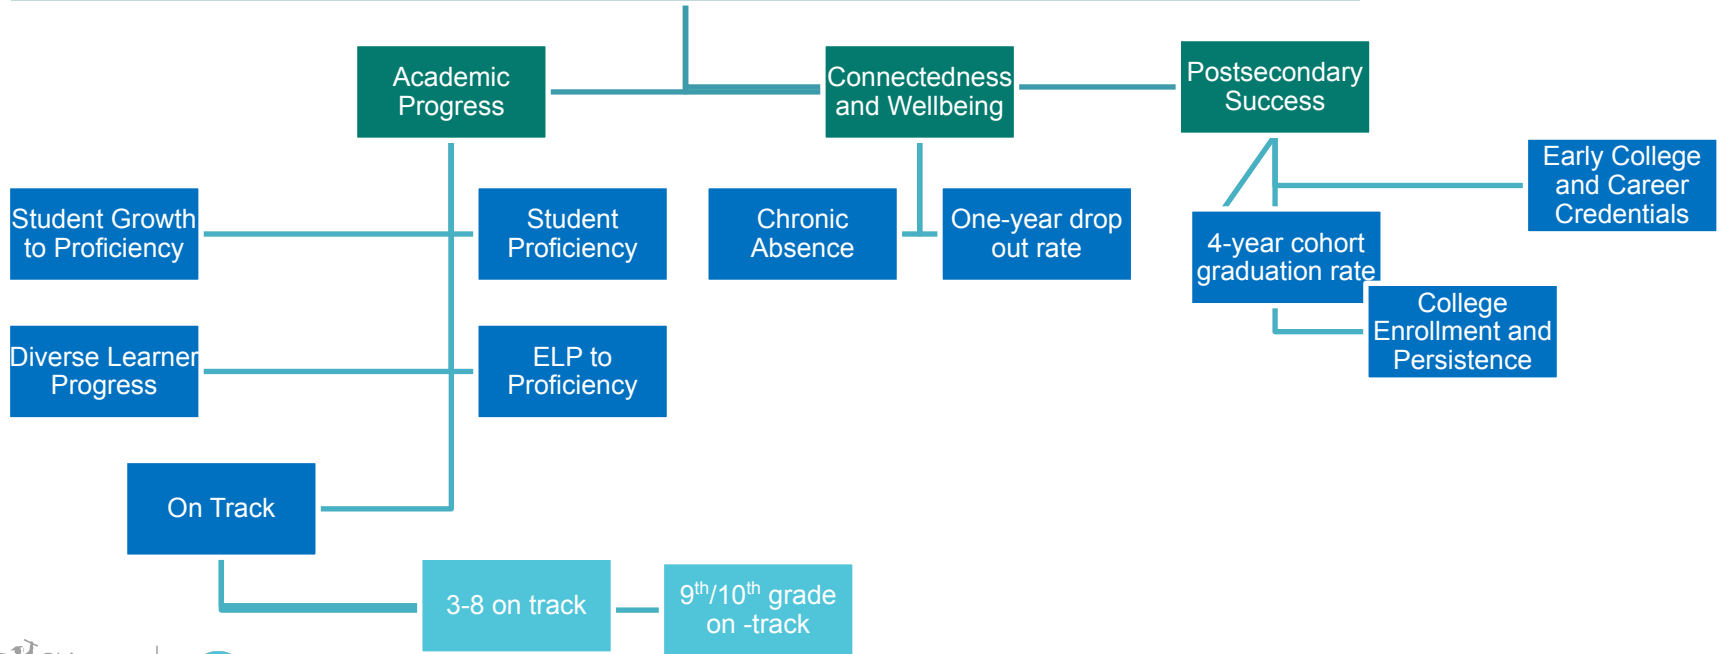 Academic
Progress
Connectedness
and Wellbeing
Postsecondary
Success
Early College
and Career
Credentials
Student Growth
to Proficiency
Student
Proficiency
Chronic
Absence
One-year drop
out rate
4-year cohort
graduation rate
College
Enrollment and
Persistence
Diverse Learner
Progress
ELP to
Proficiency
On Track
3-8 on track
9th/10th grade
on -track